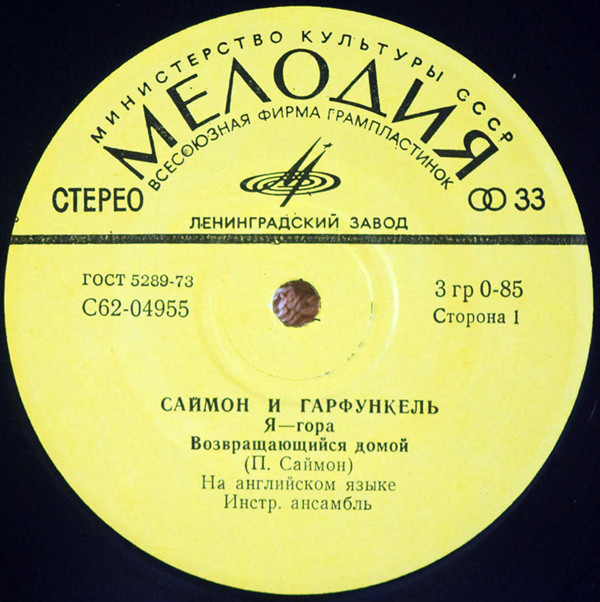 МИНИСТЕРСТВО КУЛЬТУРЫ СССР
МЕЛОДИЯ
ВСЕСОЮЗНАЯ ФИРМА ГРАМПЛАСТИНОК
СТЕРЕО
33
ЛЕНИНГРАДСКИЙ ЗАВОД
ГОСТ 5289-73
С62-04955
3 гр 0-85
Сторона 1
САЙМОН И ГАРФУНКЕЛЬ
Я—гора
Возвращающийся домой
(П. Саймон)
На английском языке
Инстр. ансамбль